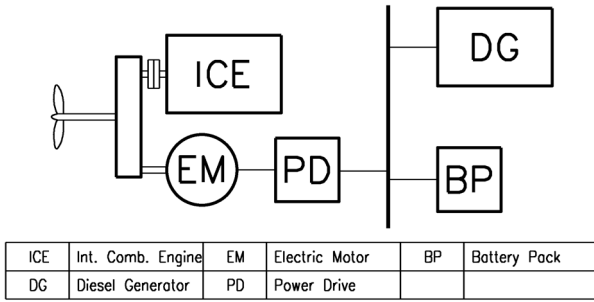 ICE
DG
EM
PD
BP
ICE Int. Comb. Engine EM Electric Motor BP Battery Pack
DG Diesel Generator PD Power Drive